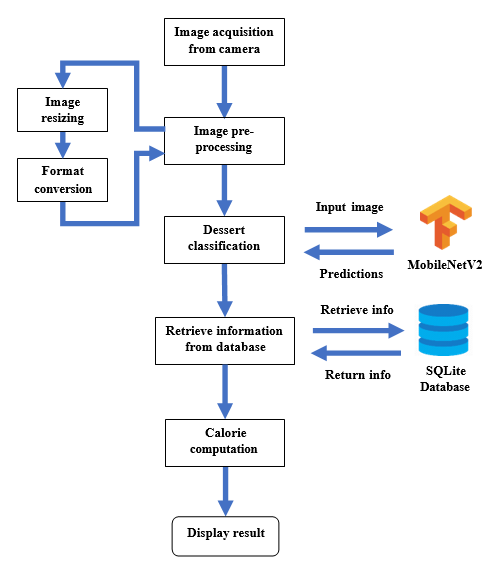 Image acquisition
from camera
Image
resizing
Image pre-
processing
Format
conversion
Dessert
classification
Input image
Predictions
MobileNetV2
Retrieve information
from database
Retrieve info
Return info
SQLite
Database
Calorie
computation
Display result